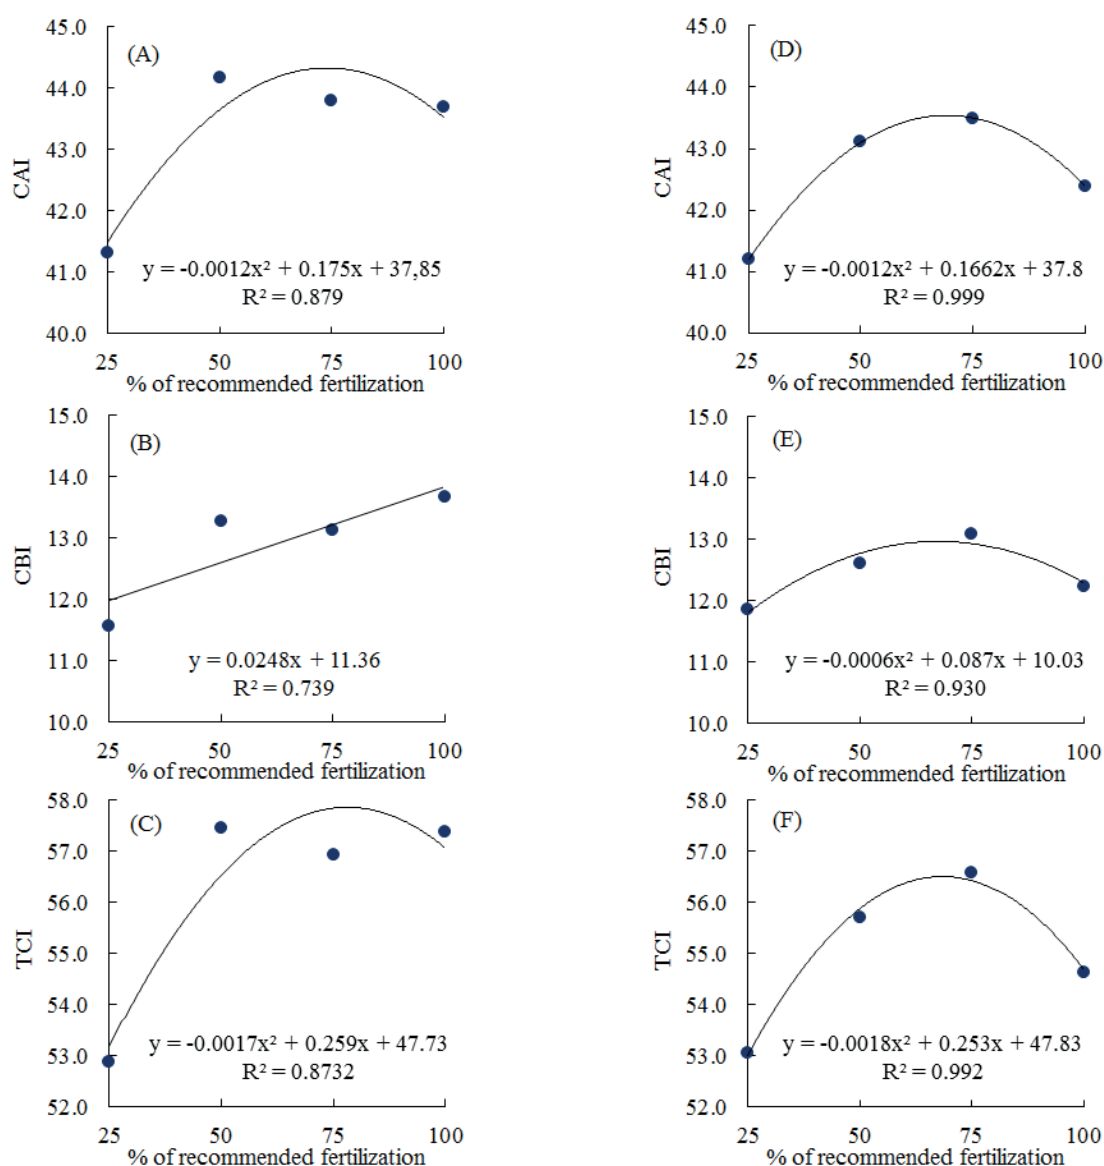 45.0
(A)
44.0
43.0
CAI
42.0
41.0
y = -0.0012x² + 0.175x + 37,85
R² = 0.879
40.0
25 50 75 100
% of recommended fertilization
45.0
(D)
44.0
43.0
CAI
42.0
41.0
y = -0.0012x² + 0.1662x + 37.8
R² = 0.999
40.0
25 50 75 100
% of recommended fertilization
15.0
(B)
14.0
13.0
CBI
12.0
11.0
y = 0.0248x + 11.36
R² = 0.739
10.0
25 50 75 100
% of recommended fertilization
15.0
(E)
14.0
13.0
CBI
12.0
11.0
y = -0.0006x² + 0.087x + 10.03
R² = 0.930
10.0
25 50 75 100
% of recommended fertilization
58.0
(C)
57.0
56.0
TCI
55.0
54.0
y = -0.0017x² + 0.259x + 47.73
53.0
R² = 0.8732
52.0
25 50 75 100
% of recommended fertilization
58.0
(F)
57.0
56.0
TCI
55.0
54.0
y = -0.0018x² + 0.253x + 47.83
53.0
R² = 0.992
52.0
25 50 75 100
% of recommended fertilization